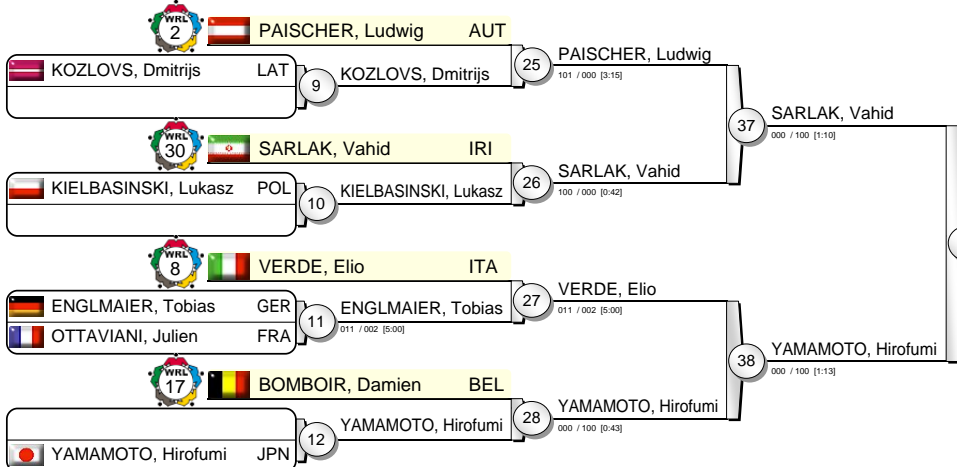 WRL 2 PAISCHER, Ludwig AUT
KOZLOVS, Dmitrijs LAT
9 KOZLOVS, Dmitrijs
25 PAISCHER, Ludwig
101 / 000 [3:15]
WRL 30 SARLAK, Vahid IRI
KIELBASINSKI, Lukasz POL
10 KIELBASINSKI, Lukasz
26 SARLAK, Vahid
100 / 000 [0:42]
37 SARLAK, Vahid
000 / 100 [1:10]
WRL 8 VERDE, Elio ITA
ENGLMAIER, Tobias GER
OTTAVIANI, Julien FRA
11 ENGLMAIER, Tobias
011 / 002 [5:00]
27 VERDE, Elio
011 / 002 [5:00]
WRL 17 BOMBOIR, Damien BEL
YAMAMOTO, Hirofumi JPN
12 YAMAMOTO, Hirofumi
28 YAMAMOTO, Hirofumi
000 / 100 [0:43]
38 YAMAMOTO, Hirofumi
000 / 100 [1:13]